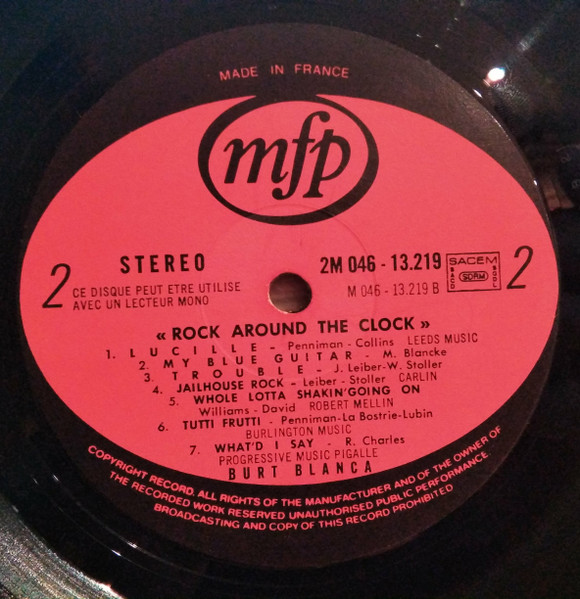 MADE IN FRANCE
mfp
2
STEREO
CE DISQUE PEUT ETRE UTILISE
AVEC UN LECTEUR MONO
2M 046 - 13.219
M 046 - 13.219 B
SACEM
SACD SDRM BGDL
2
« ROCK AROUND THE CLOCK »
1. LUCILLE - Penniman - Collins LEEDS MUSIC
2. MY BLUE GUITAR - M. Blancke
3. TROUBLE - J. Leiber - W. Stoller
4. JAILHOUSE ROCK - Leiber - Stoller CARLIN
5. WHOLE LOTTA SHAKIN'GOING ON
Williams - David ROBERT MELLIN
6. TUTTI FRUTTI - Penniman-La Bostrie-Lubin
BURLINGTON MUSIC
7. WHAT'D I SAY - R. Charles
PROGRESSIVE MUSIC PIGALLE
BURT BLANCA
COPYRIGHT RECORD. ALL RIGHTS OF THE MANUFACTURER AND OF THE OWNER OF
THE RECORDED WORK RESERVED UNAUTHORISED PUBLIC PERFORMANCE
BROADCASTING AND COPY OF THIS RECORD PROHIBITED